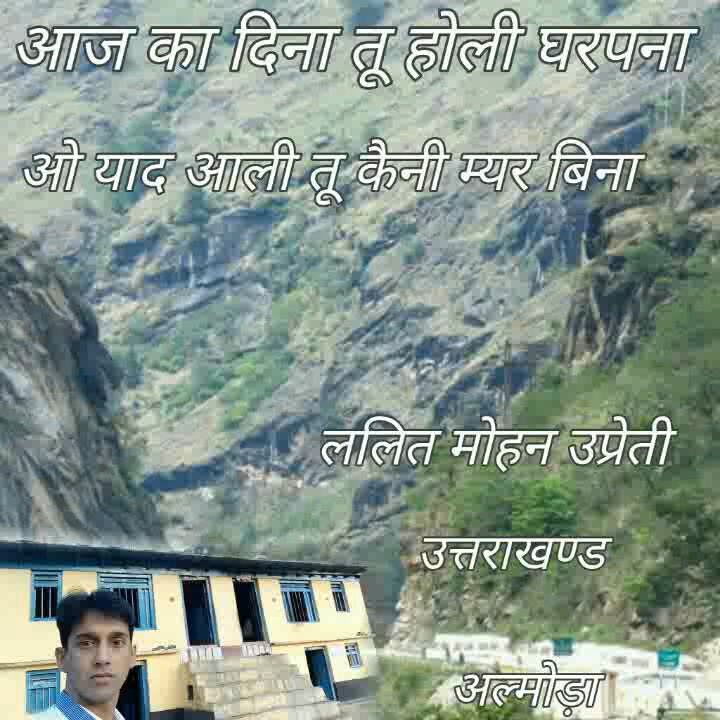 आज का दिना तू होली घरपना
ओ याद आली तू कैनी म्यर बिना
ललित मोहन उप्रेती
उत्तराखण्ड
अल्मोड़ा